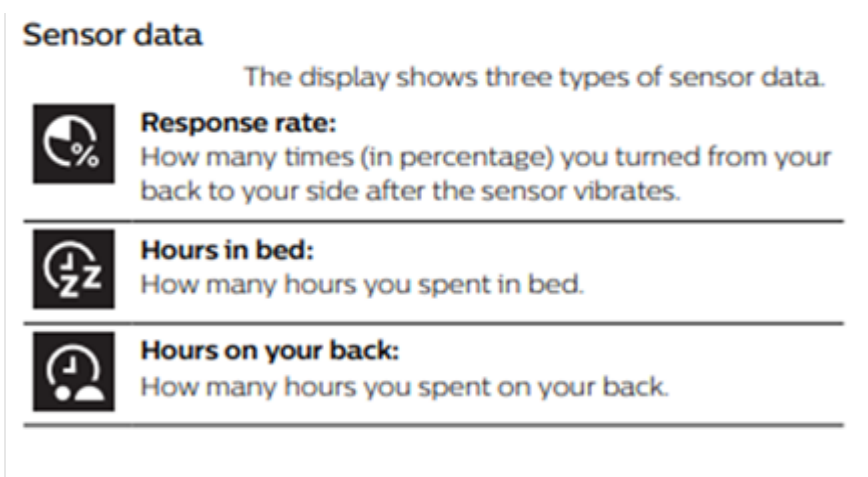 Sensor data
The display shows three types of sensor data.
%
Response rate:
How many times (in percentage) you turned from your
back to your side after the sensor vibrates.
zz
Hours in bed:
How many hours you spent in bed.
Hours on your back:
How many hours you spent on your back.